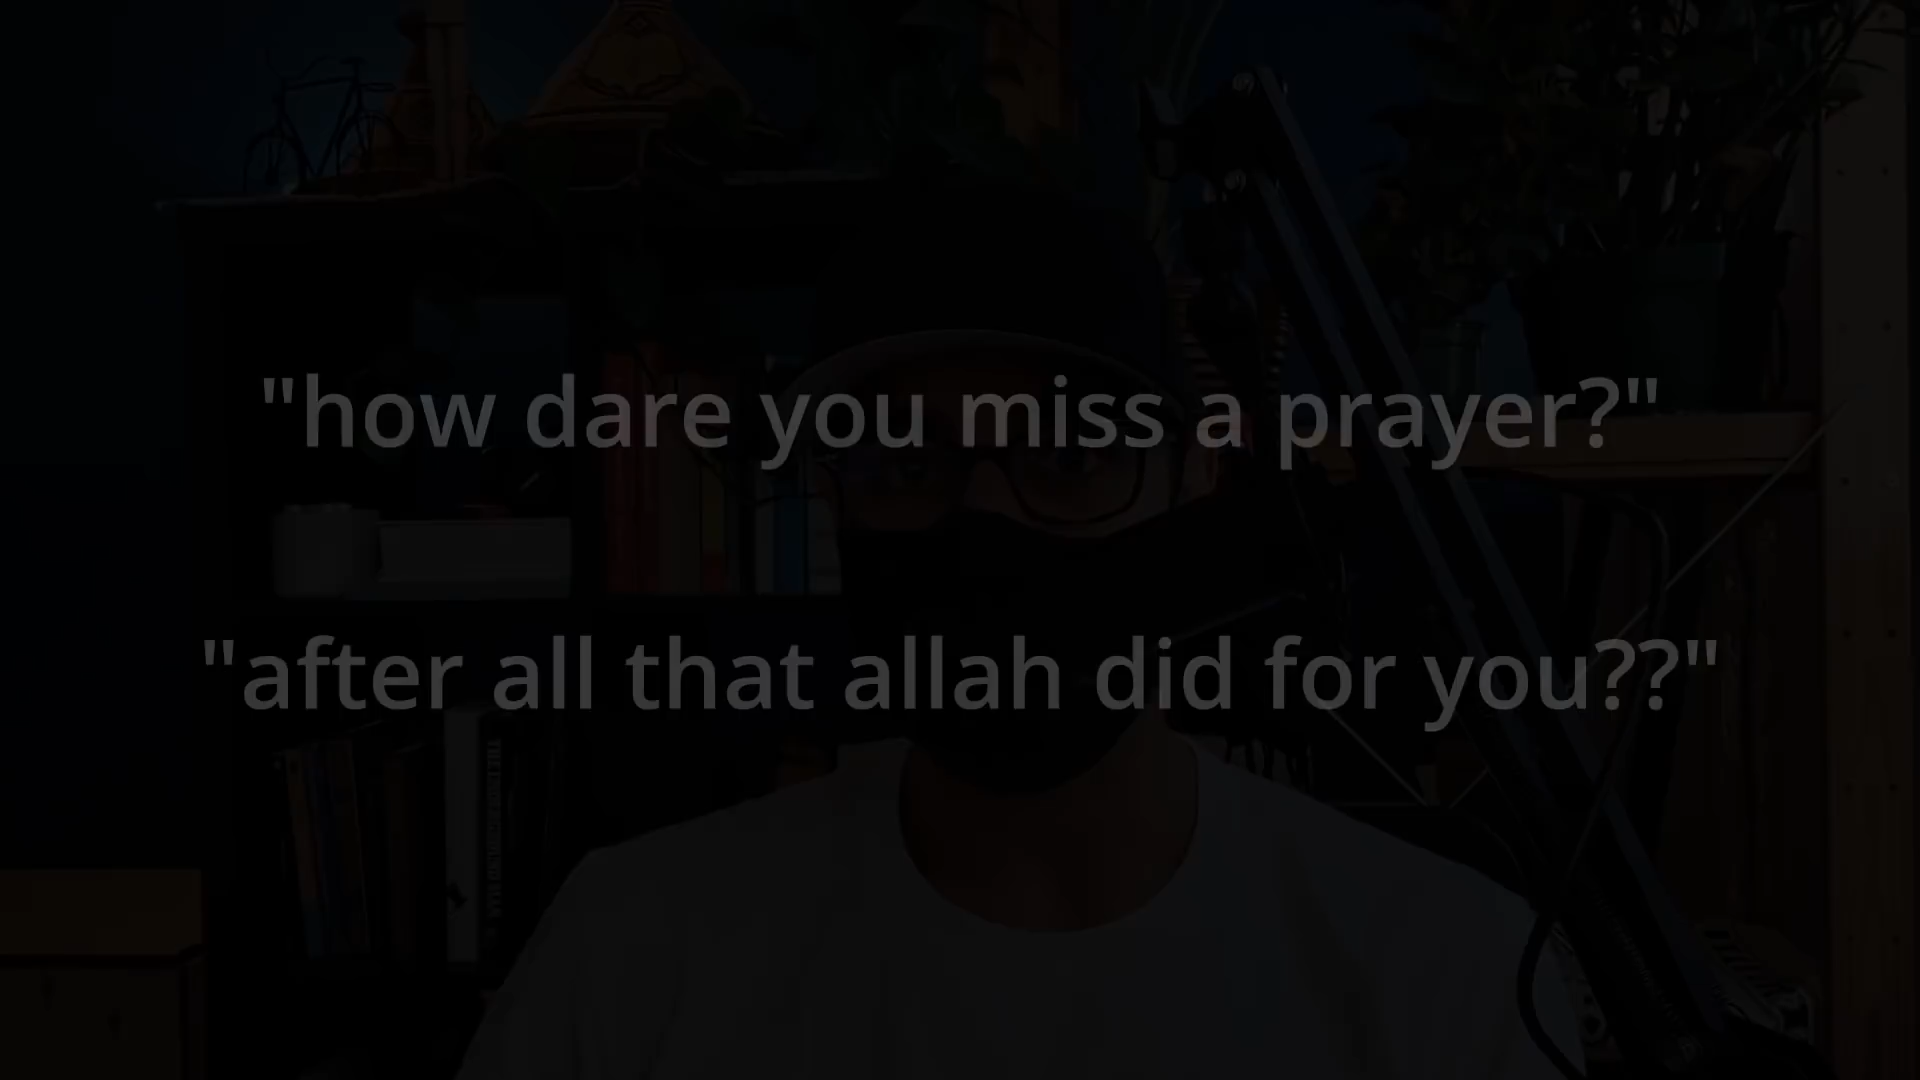 "how dare you miss a prayer?"
"after all that allah did for you??"